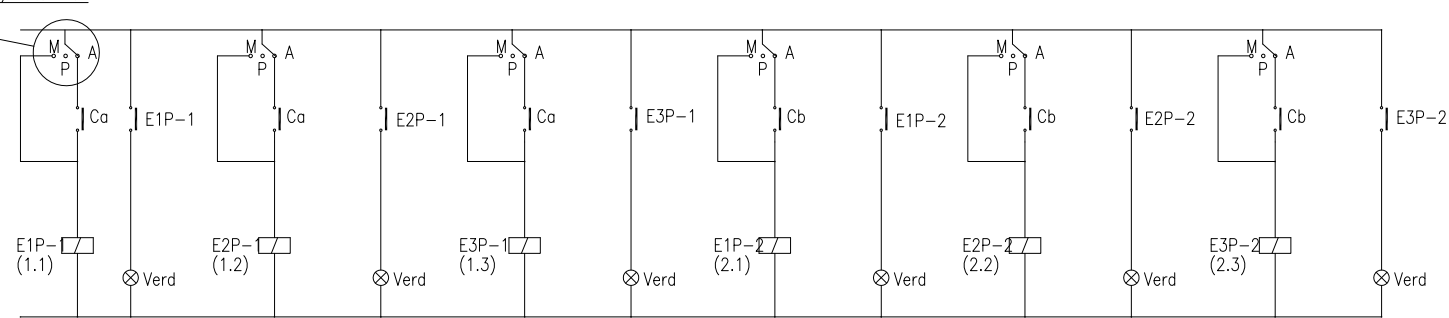 M A M A M A M A M A M A
P P P P P P
Ca E1P-1 Ca E2P-1 Ca E3P-1 Cb E1P-2 Cb E2P-2 Cb E3P-2
E1P-1 E2P-1 E3P-1 E1P-2 E2P-2 E3P-2
(1.1) (1.2) (1.3) (2.1) (2.2) (2.3)
Verd Verd Verd Verd Verd Verd